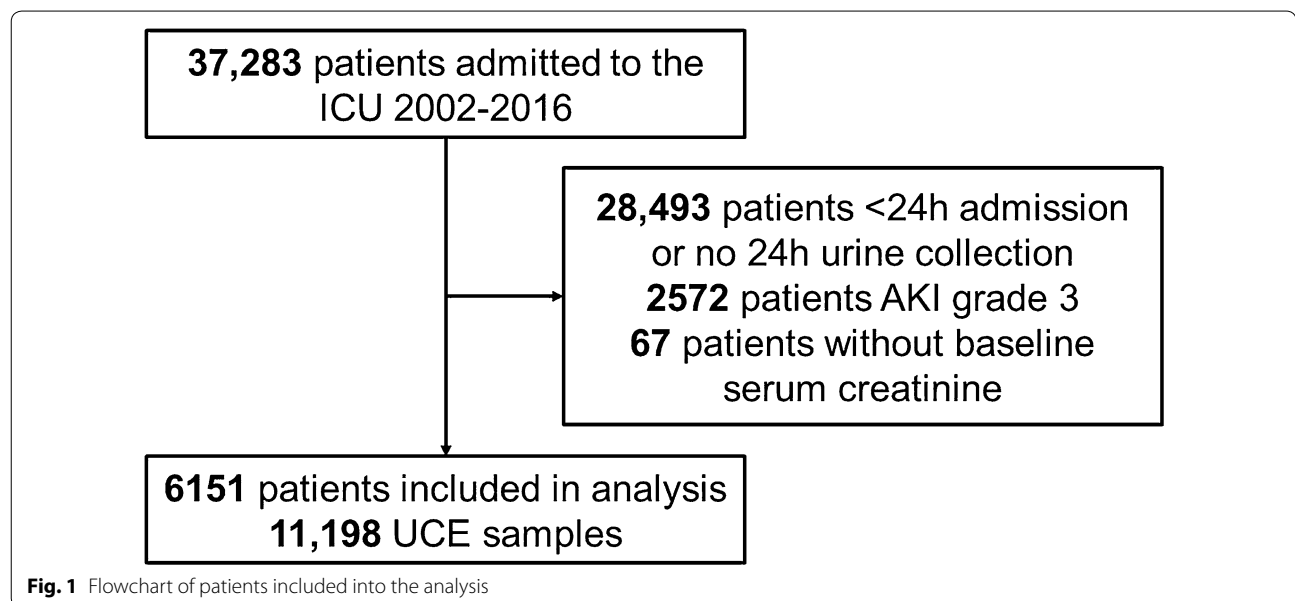 37,283 patients admitted to the
ICU 2002-2016
28,493 patients <24h admission
or no 24h urine collection
2572 patients AKI grade 3
67 patients without baseline
serum creatinine
6151 patients included in analysis
11,198 UCE samples
Fig. 1 Flowchart of patients included into the analysis